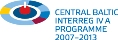 CENTRAL BALTIC
INTERREG IV A
PROGRAMME
2007–2013